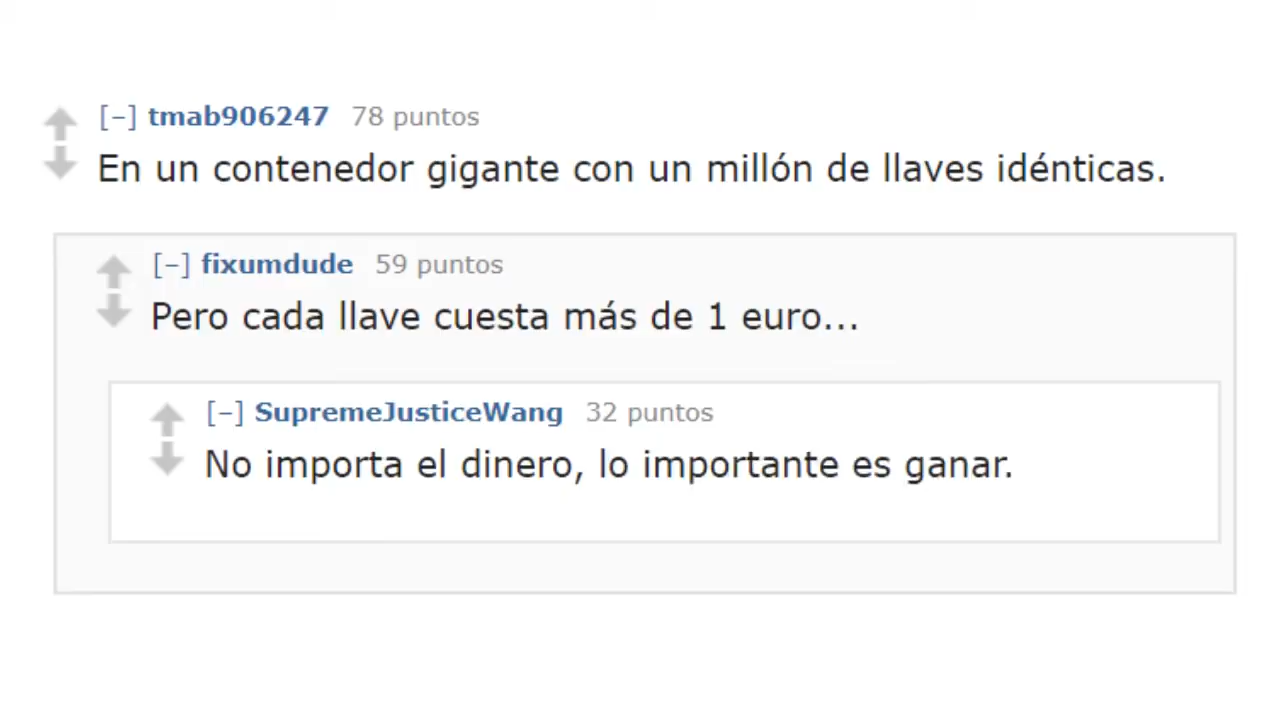 [–] tmab906247 78 puntos
En un contenedor gigante con un millón de llaves idénticas.
[–] fixumdude 59 puntos
Pero cada llave cuesta más de 1 euro...
[–] SupremeJusticeWang 32 puntos
No importa el dinero, lo importante es ganar.